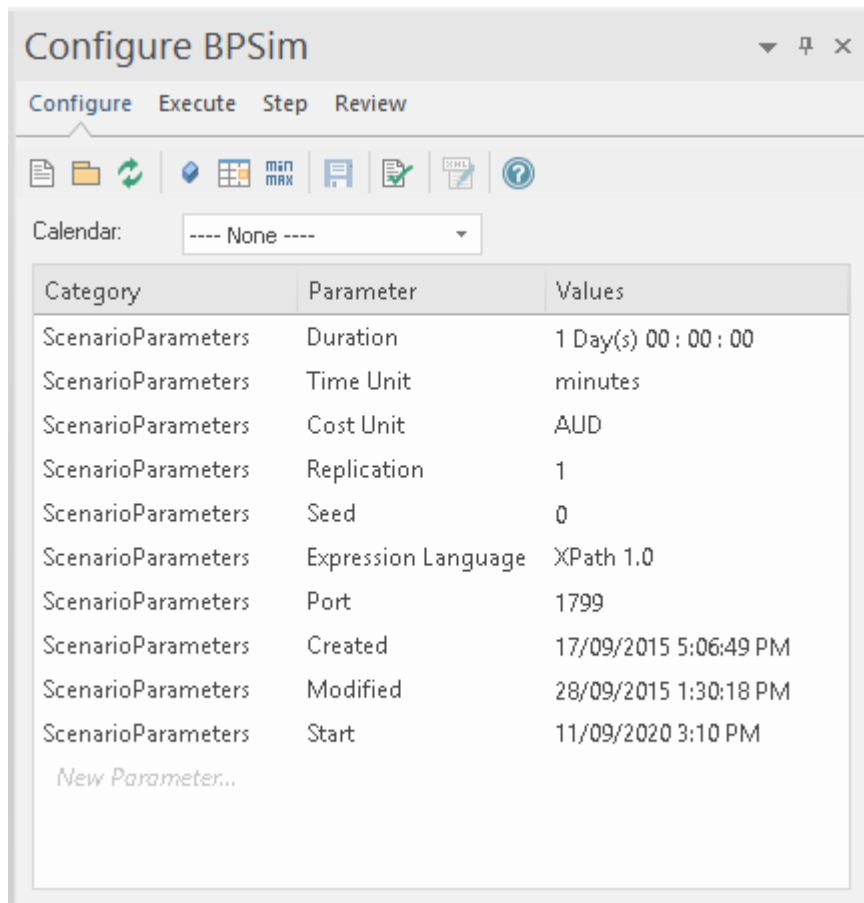 Configure BPSim
Configure Execute Step Review
min
max
XML
Calendar: ---- None ----
Category Parameter Values
ScenarioParameters Duration 1 Day(s) 00 : 00 : 00
ScenarioParameters Time Unit minutes
ScenarioParameters Cost Unit AUD
ScenarioParameters Replication 1
ScenarioParameters Seed 0
ScenarioParameters Expression Language XPath 1.0
ScenarioParameters Port 1799
ScenarioParameters Created 17/09/2015 5:06:49 PM
ScenarioParameters Modified 28/09/2015 1:30:18 PM
ScenarioParameters Start 11/09/2020 3:10 PM
New Parameter...